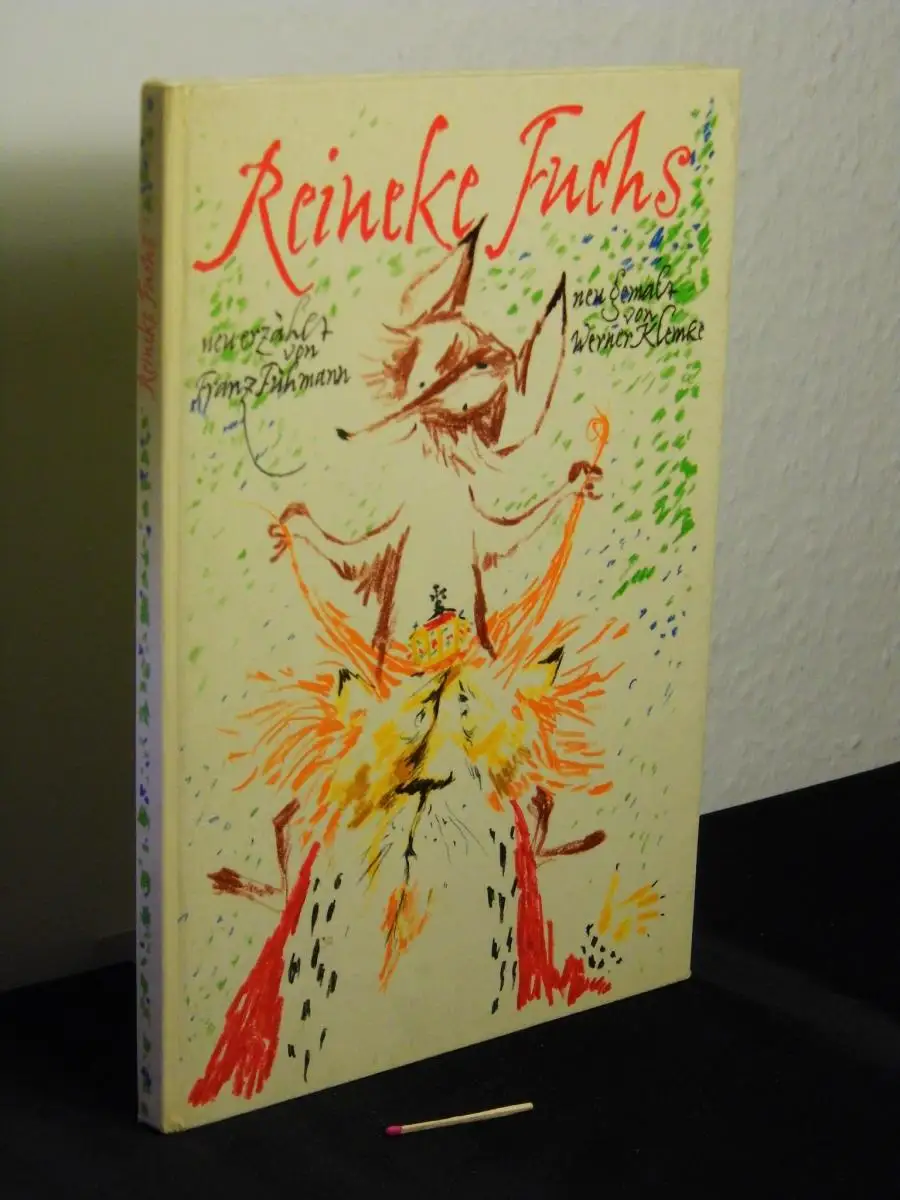 Reineke Fuchs
neu erzählt
von
Franz Fühmann
neu gemalt
von
Werner Klemke
Reineke Fuchs